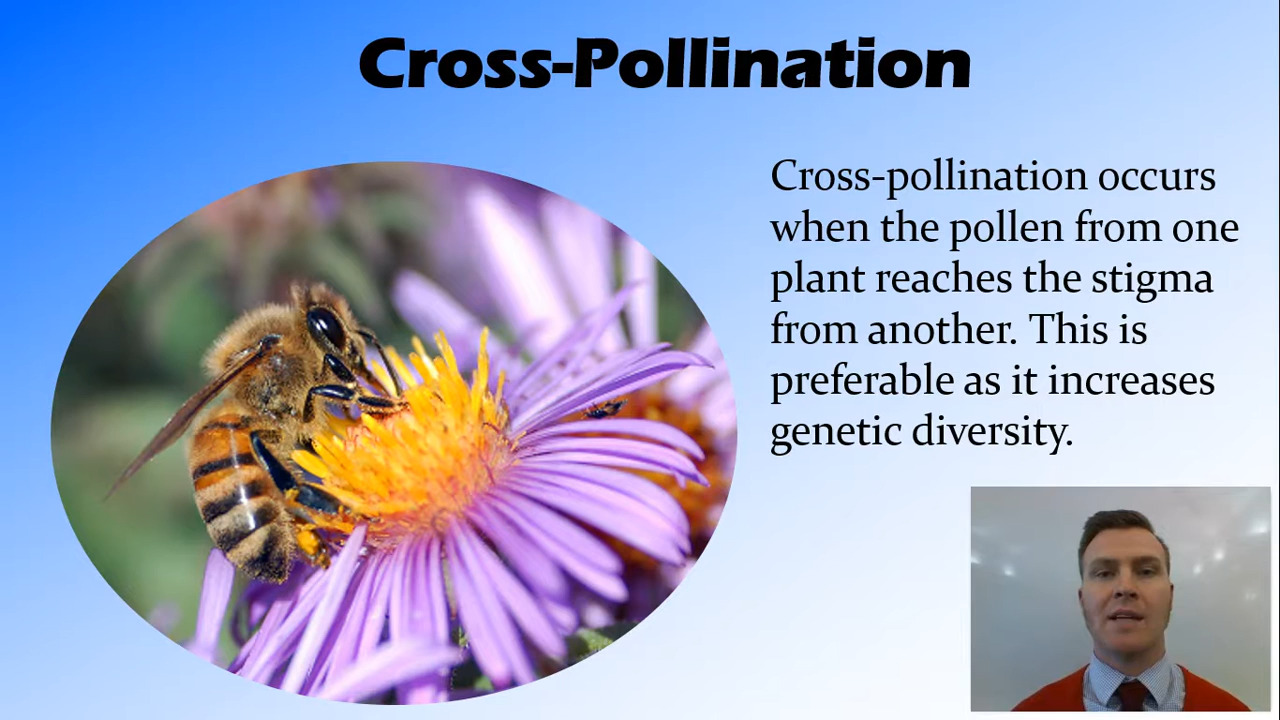 Cross-Pollination
Cross-pollination occurs
when the pollen from one
plant reaches the stigma
from another. This is
preferable as it increases
genetic diversity.